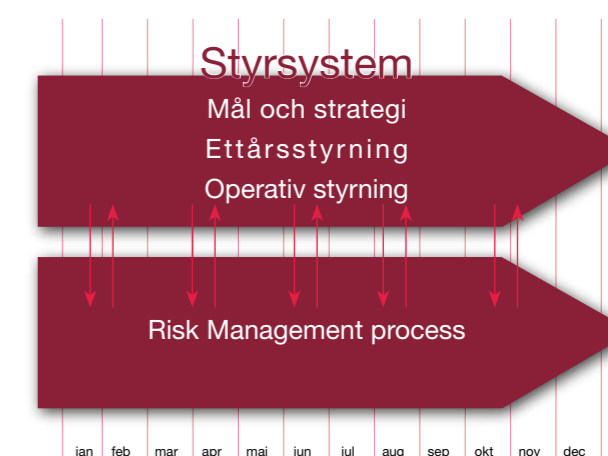 Styrsystem
Mål och strategi
Ettårsstyrning
Operativ styrning
Risk Management process
jan feb mar apr maj jun jul aug sep okt nov dec